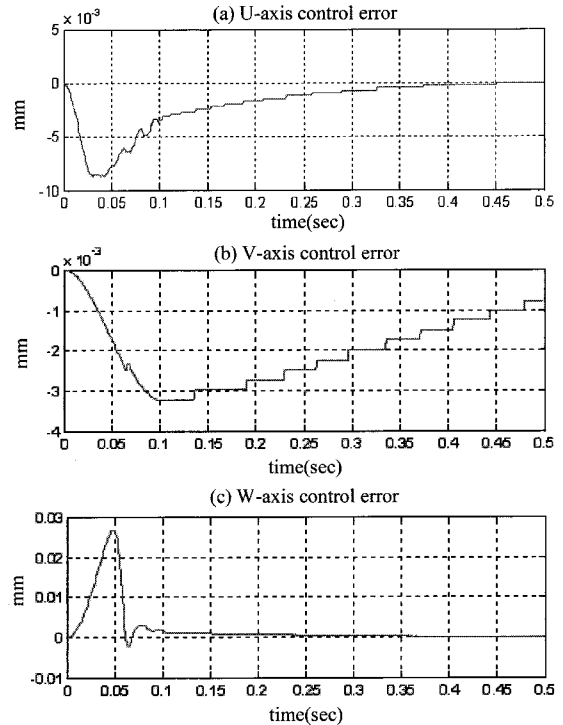 (a) U-axis control error
× 10 -3
5
0
-5
-10
mm
0 0.05 0.1 0.15 0.2 0.25 0.3 0.35 0.4 0.45 0.5
time(sec)
(b) V-axis control error
× 10 -3
0
-1
-2
-3
-4
mm
0 0.05 0.1 0.15 0.2 0.25 0.3 0.35 0.4 0.45 0.5
time(sec)
(c) W-axis control error
0.03
0.02
0.01
0
-0.01
mm
0 0.05 0.1 0.15 0.2 0.25 0.3 0.35 0.4 0.45 0.5
time(sec)